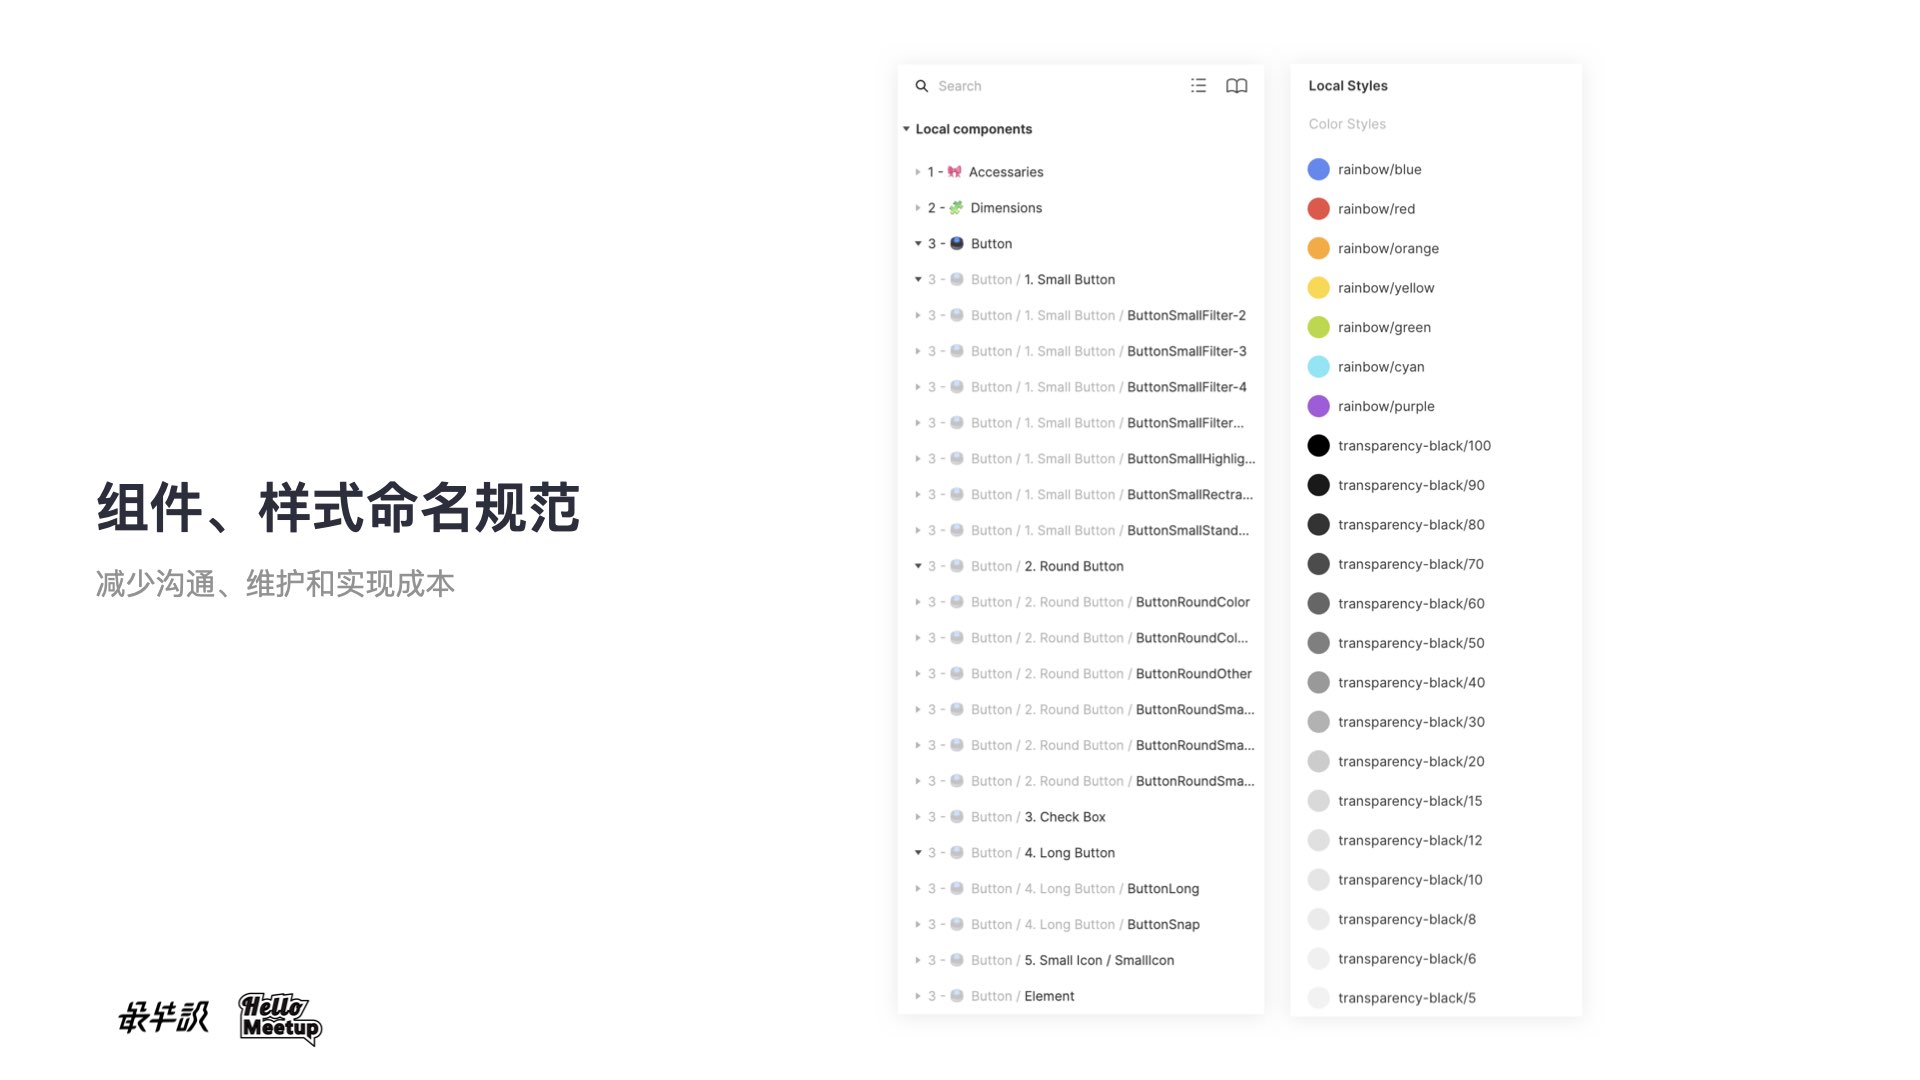 组件、样式命名规范
减少沟通、维护和实现成本
Search
Local components
1 - 🎀 Accessaries
2 - Dimensions
3 - Button
3 - Button / 1. Small Button
3 - Button / 1. Small Button / ButtonSmallFilter-2
3 - Button / 1. Small Button / ButtonSmallFilter-3
3 - Button / 1. Small Button / ButtonSmallFilter-4
3 - Button / 1. Small Button / ButtonSmallFilter...
3 - Button / 1. Small Button / ButtonSmallHighlig...
3 - Button / 1. Small Button / ButtonSmallRectra...
3 - Button / 1. Small Button / ButtonSmallStand...
3 - Button / 2. Round Button
3 - Button / 2. Round Button / ButtonRoundColor
3 - Button / 2. Round Button / ButtonRoundCol...
3 - Button / 2. Round Button / ButtonRoundOther
3 - Button / 2. Round Button / ButtonRoundSma...
3 - Button / 2. Round Button / ButtonRoundSma...
3 - Button / 2. Round Button / ButtonRoundSma...
3 - Button / 3. Check Box
3 - Button / 4. Long Button
3 - Button / 4. Long Button / ButtonLong
3 - Button / 4. Long Button / ButtonSnap
3 - Button / 5. Small Icon / SmallIcon
3 - Button / Element
Local Styles
Color Styles
rainbow/blue
rainbow/red
rainbow/orange
rainbow/yellow
rainbow/green
rainbow/cyan
rainbow/purple
transparency-black/100
transparency-black/90
transparency-black/80
transparency-black/70
transparency-black/60
transparency-black/50
transparency-black/40
transparency-black/30
transparency-black/20
transparency-black/15
transparency-black/12
transparency-black/10
transparency-black/8
transparency-black/6
transparency-black/5
Hello
Meetup